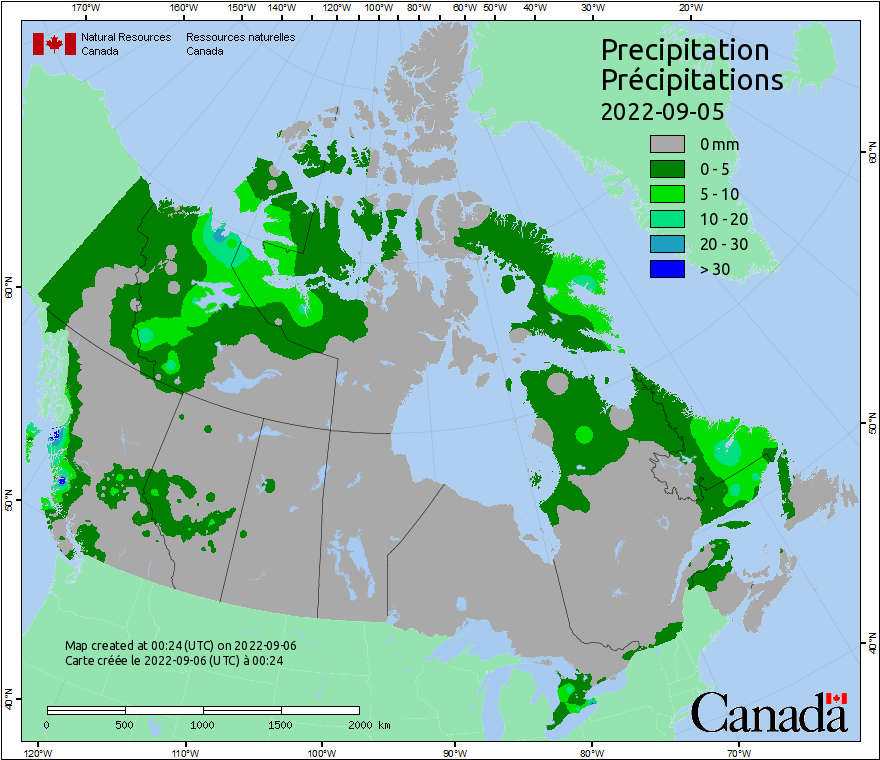 170°W 160°W 150°W 140°W 130°W 120°W 110°W 100°W 90°W 80°W 60°W 50°W 40°W 30°W 20°W
Natural Resources Ressources naturelles
Canada Canada
Precipitation
Précipitations
2022-09-05
0 mm
0 - 5
5 - 10
10 - 20
20 - 30
> 30
60°N
60°N
50°N
50°N
40°N
40°N
Map created at 00:24 (UTC) on 2022-09-06
Carte créée le 2022-09-06 (UTC) à 00:24
0 500 1000 1500 2000 km
Canada
120°W 110°W 100°W 90°W 80°W 70°W